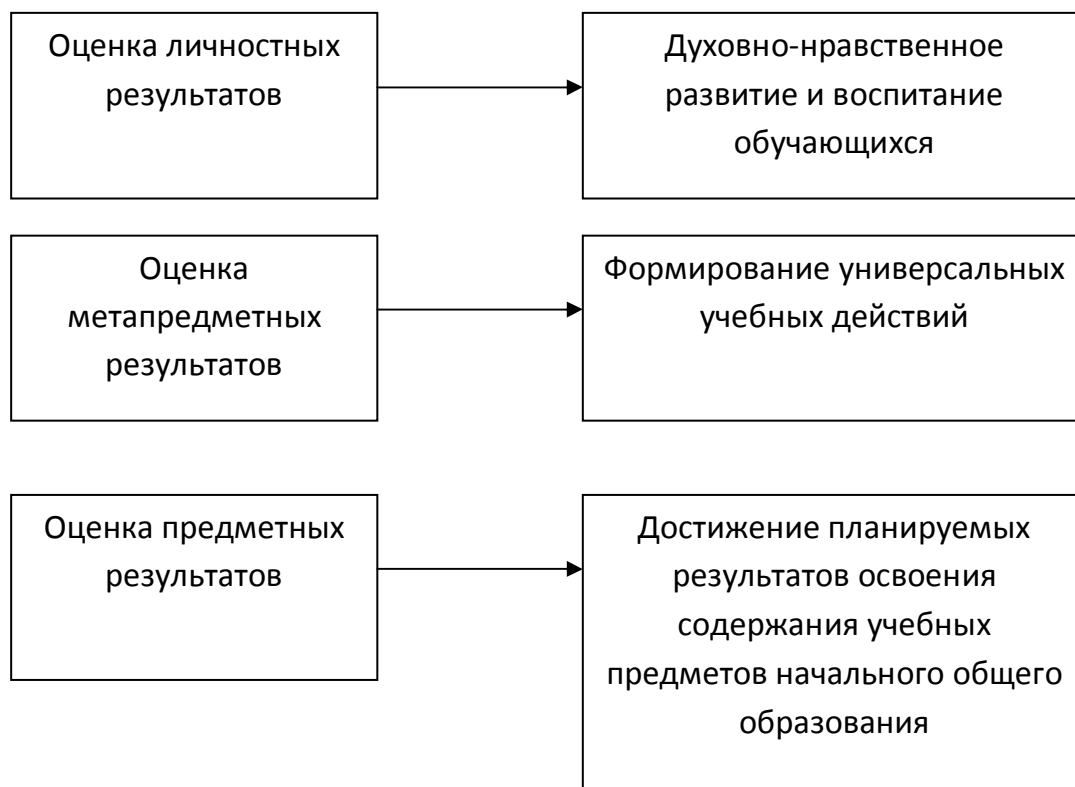 Оценка личностных
результатов
Духовно-нравственное
развитие и воспитание
обучающихся
Оценка
метапредметных
результатов
Формирование универсальных
учебных действий
Оценка предметных
результатов
Достижение планируемых
результатов освоения
содержания учебных
предметов начального общего
образования